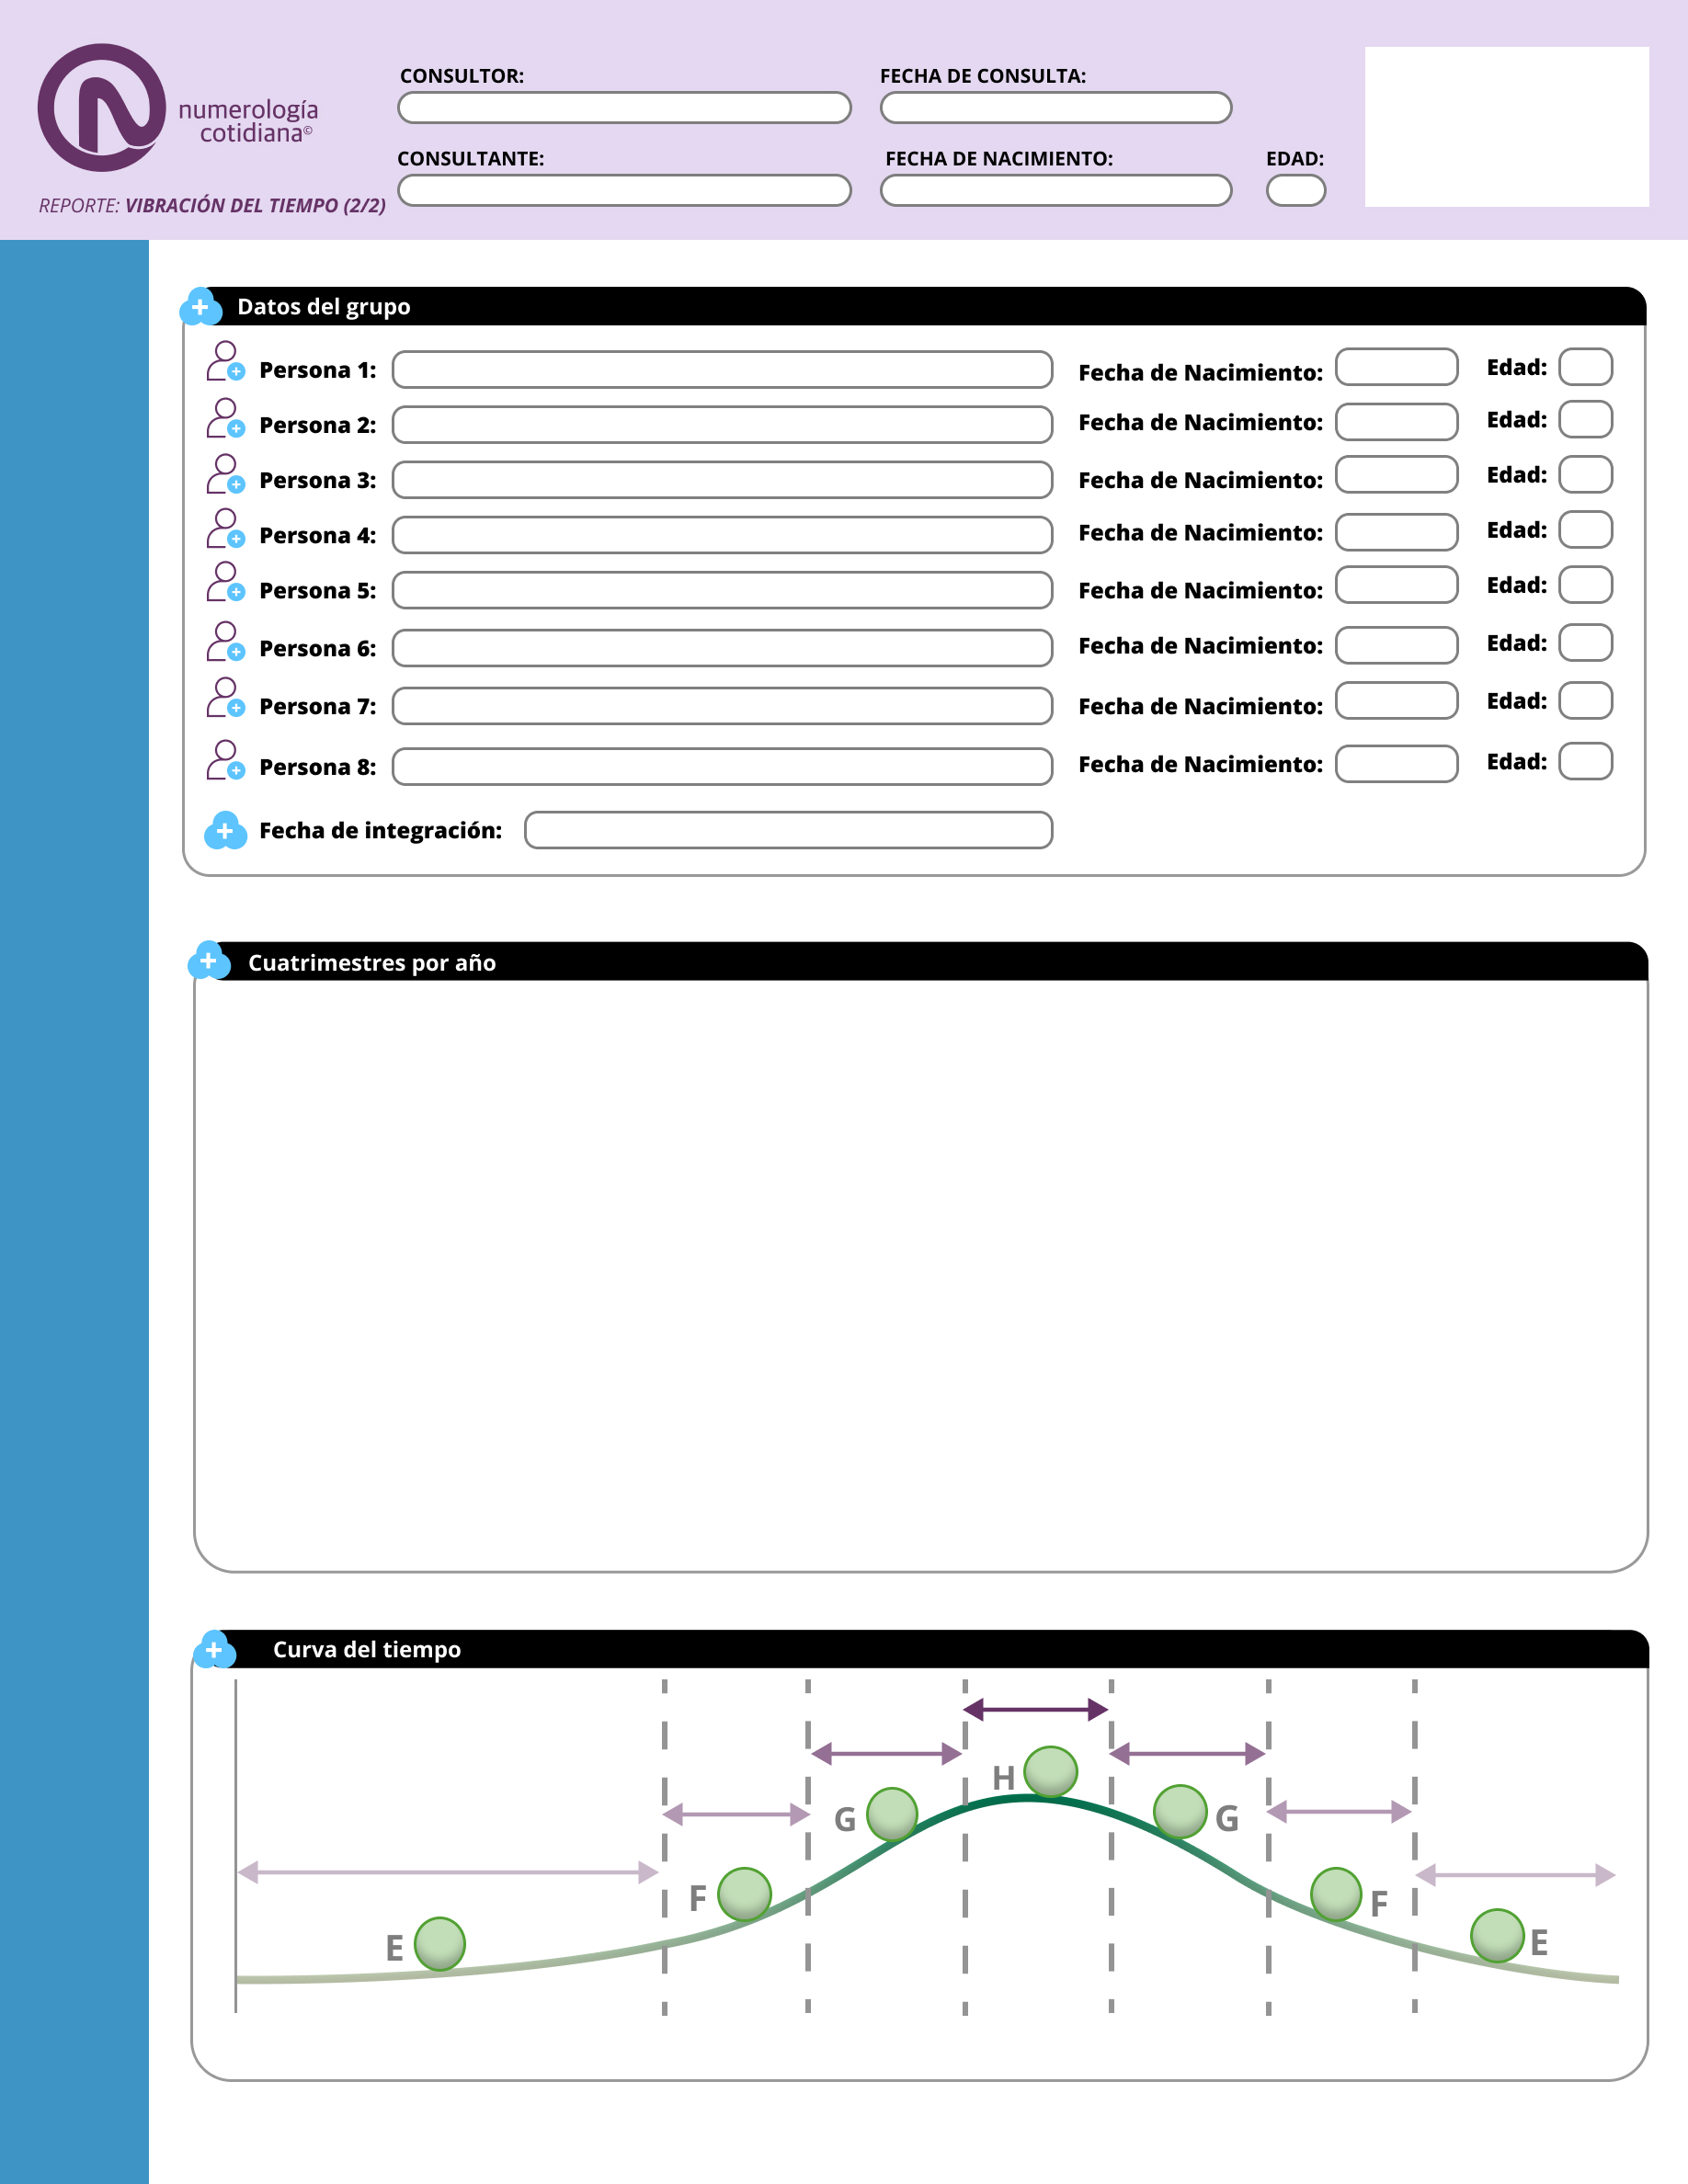 numerología
cotidiana©
REPORTE: VIBRACIÓN DEL TIEMPO (2/2)
CONSULTOR:
FECHA DE CONSULTA:
CONSULTANTE:
FECHA DE NACIMIENTO:
EDAD:
Datos del grupo
Persona 1: Fecha de Nacimiento: Edad:
Persona 2: Fecha de Nacimiento: Edad:
Persona 3: Fecha de Nacimiento: Edad:
Persona 4: Fecha de Nacimiento: Edad:
Persona 5: Fecha de Nacimiento: Edad:
Persona 6: Fecha de Nacimiento: Edad:
Persona 7: Fecha de Nacimiento: Edad:
Persona 8: Fecha de Nacimiento: Edad:
Fecha de integración:
Cuatrimestres por año
Curva del tiempo
E
F
G
H
G
F
E